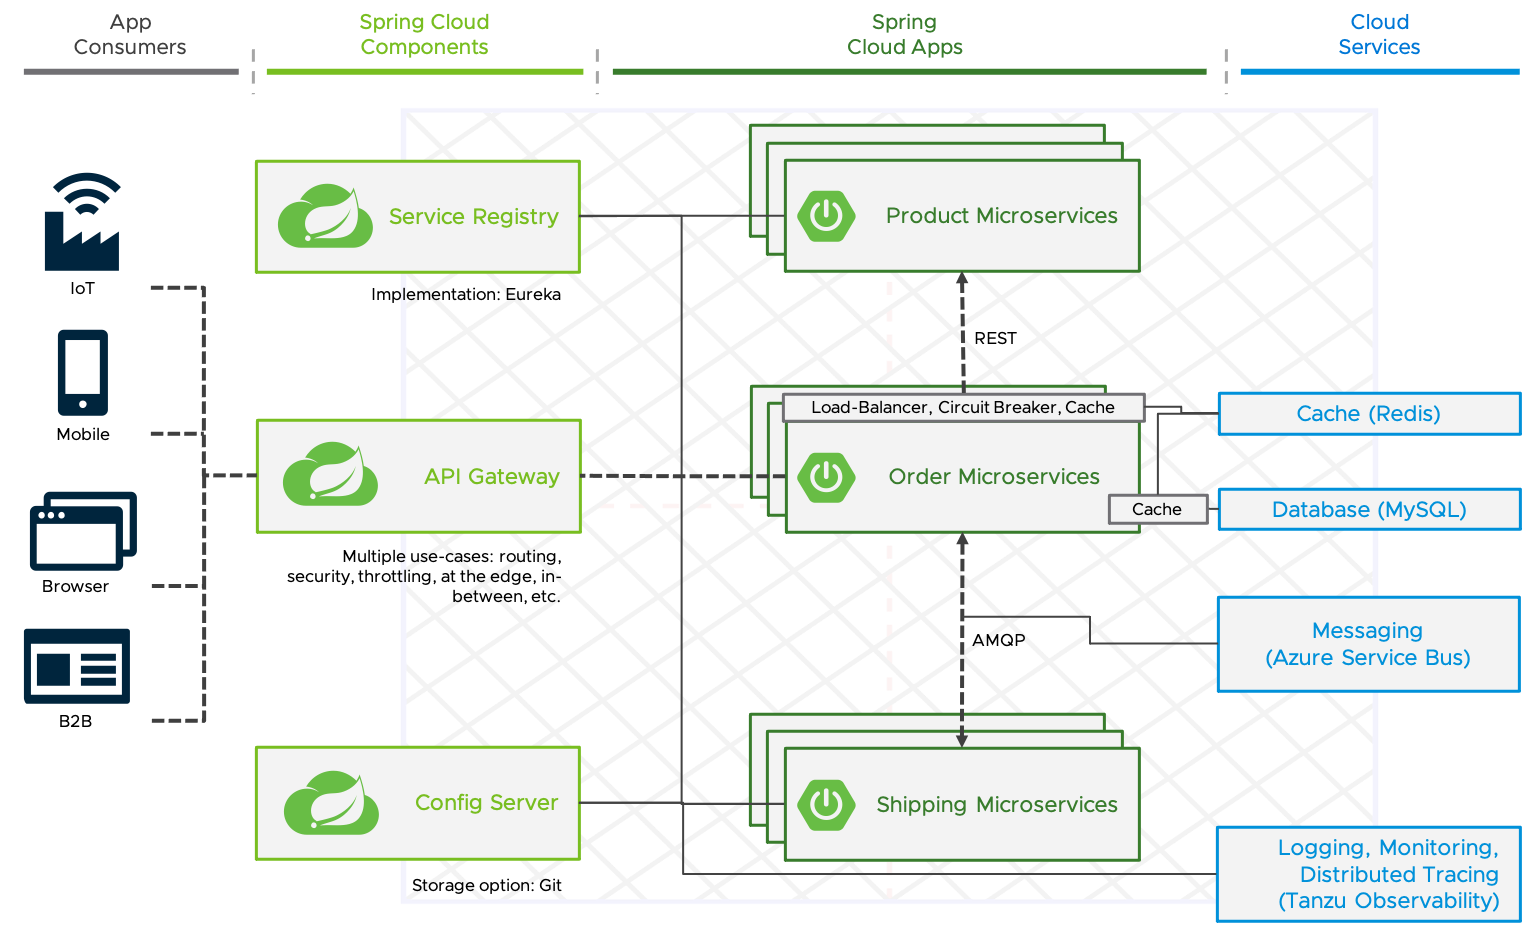 App
Consumers
Spring Cloud
Components
Spring
Cloud Apps
Cloud
Services
IoT
Mobile
Browser
B2B
Service Registry
Implementation: Eureka
API Gateway
Multiple use-cases: routing,
security, throttling, at the edge, in-
between, etc.
Config Server
Storage option: Git
Product Microservices
REST
Load-Balancer, Circuit Breaker, Cache
Order Microservices
Cache
AMQP
Shipping Microservices
Cache (Redis)
Database (MySQL)
Messaging
(Azure Service Bus)
Logging, Monitoring,
Distributed Tracing
(Tanzu Observability)